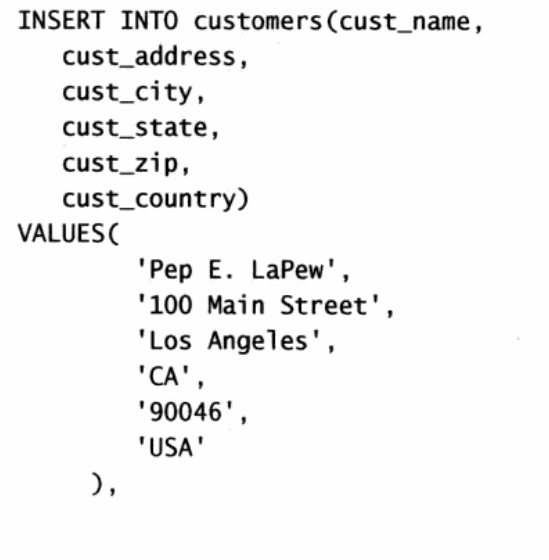 INSERT INTO customers(cust_name,
cust_address,
cust_city,
cust_state,
cust_zip,
cust_country)
VALUES(
'Pep E. LaPew',
'100 Main Street',
'Los Angeles',
'CA',
'90046',
'USA'
),